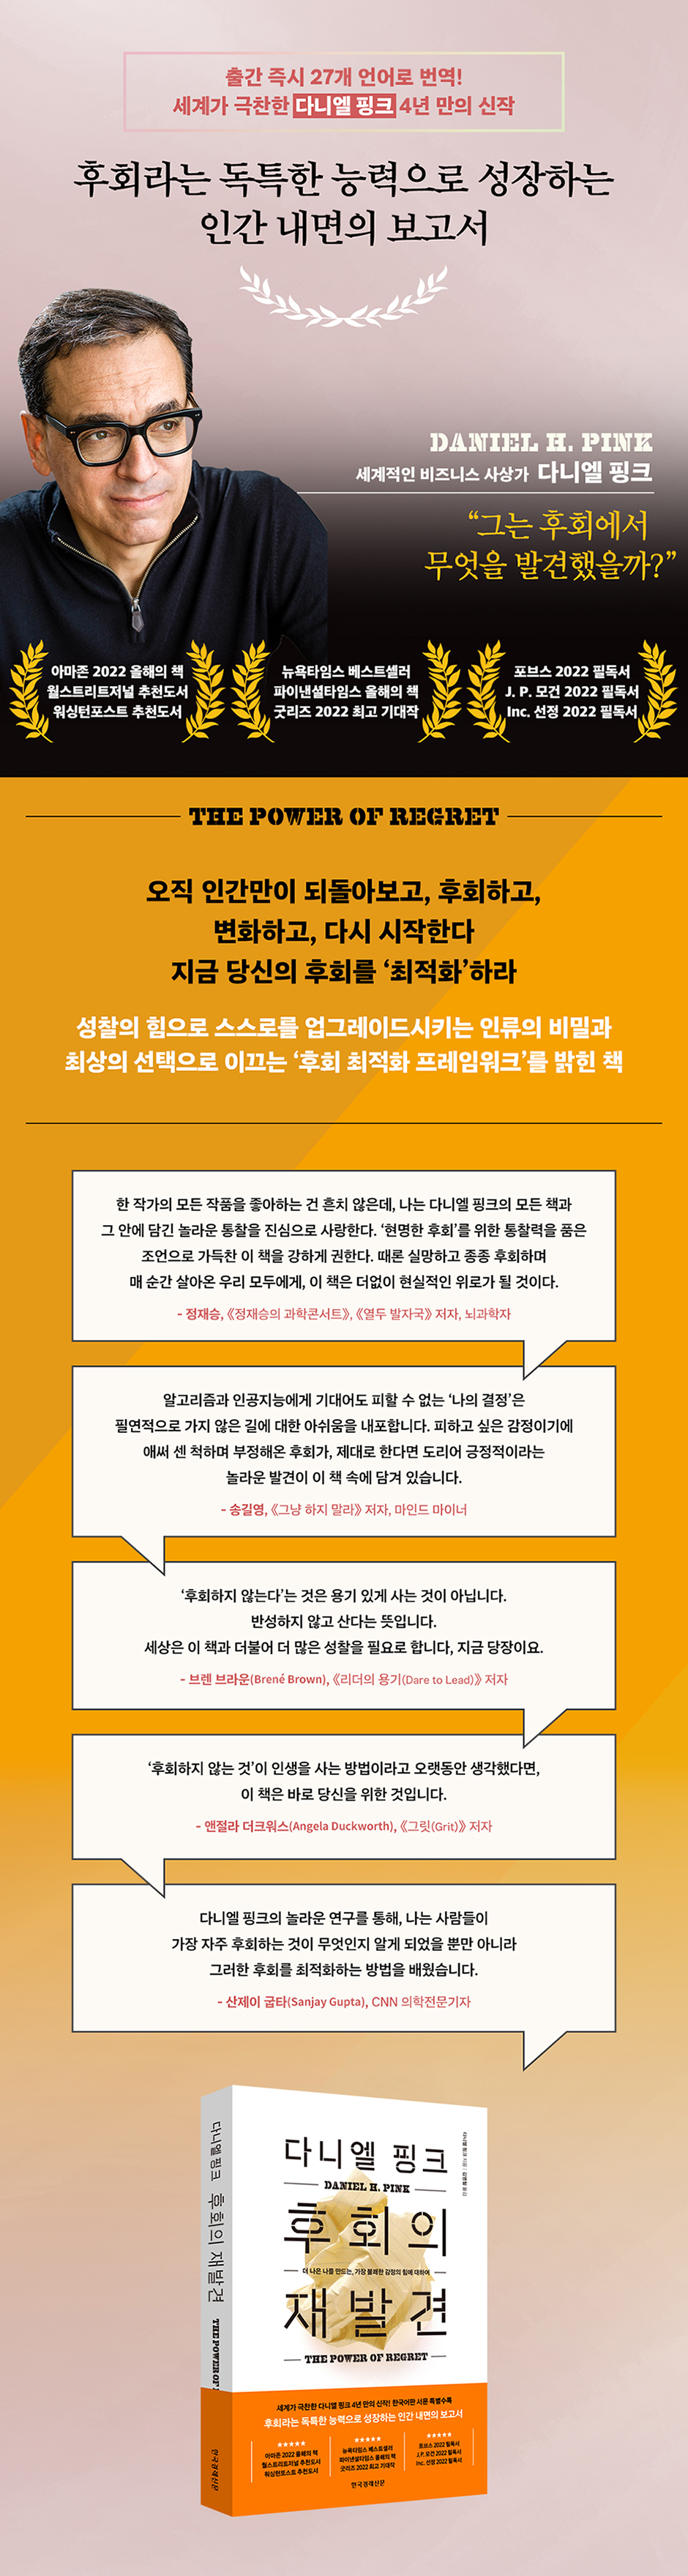 출간 즉시 27개 언어로 번역!
세계가 극찬한 다니엘 핑크 4년 만의 신작
후회라는 독특한 능력으로 성장하는
인간 내면의 보고서
DANIEL H. PINK
세계적인 비즈니스 사상가 다니엘 핑크
“그는 후회에서
무엇을 발견했을까?”
아마존 2022 올해의 책
월스트리트저널 추천도서
워싱턴포스트 추천도서
뉴욕타임스 베스트셀러
파이낸셜타임스 올해의 책
굿리즈 2022 최고 기대작
포브스 2022 필독서
J. P. 모건 2022 필독서
Inc. 선정 2022 필독서
THE POWER OF REGRET
오직 인간만이 되돌아보고, 후회하고,
변화하고, 다시 시작한다
지금 당신의 후회를 ‘최적화’하라
성찰의 힘으로 스스로를 업그레이드시키는 인류의 비밀과
최상의 선택으로 이끄는 ‘후회 최적화 프레임워크’를 밝힌 책
한 작가의 모든 작품을 좋아하는 건 흔치 않은데, 나는 다니엘 핑크의 모든 책과
그 안에 담긴 놀라운 통찰을 진심으로 사랑한다. ‘현명한 후회’를 위한 통찰력을 품은
조언으로 가득찬 이 책을 강하게 권한다. 때론 실망하고 종종 후회하며
매 순간 살아온 우리 모두에게, 이 책은 더없이 현실적인 위로가 될 것이다.
- 정재승, 《정재승의 과학콘서트》, 《열두 발자국》 저자, 뇌과학자
알고리즘과 인공지능에게 기대어도 피할 수 없는 ‘나의 결정’은
필연적으로 가지 않은 길에 대한 아쉬움을 내포합니다. 피하고 싶은 감정이기에
애써 센 척하며 부정해온 후회가, 제대로 한다면 도리어 긍정적이라는
놀라운 발견이 이 책 속에 담겨 있습니다.
- 송길영, 《그냥 하지 말라》 저자, 마인드 마이너
‘후회하지 않는다’는 것은 용기 있게 사는 것이 아닙니다.
반성하지 않고 산다는 뜻입니다.
세상은 이 책과 더불어 더 많은 성찰을 필요로 합니다, 지금 당장이요.
- 브렌 브라운(Brené Brown), 《리더의 용기(Dare to Lead)》 저자
‘후회하지 않는 것’이 인생을 사는 방법이라고 오랫동안 생각했다면,
이 책은 바로 당신을 위한 것입니다.
- 앤절라 더크워스(Angela Duckworth), 《그릿(Grit)》 저자
다니엘 핑크의 놀라운 연구를 통해, 나는 사람들이
가장 자주 후회하는 것이 무엇인지 알게 되었을 뿐만 아니라
그러한 후회를 최적화하는 방법을 배웠습니다.
- 산제이 굽타(Sanjay Gupta), CNN 의학전문기자
다니엘 핑크 후회의 재발견 THE POWER OF
한국경제신문
다니엘 핑크
DANIEL H. PINK
후회의
더 나은 나를 만드는, 가장 불쾌한 감정의 힘에 대하여
재발견
THE POWER OF REGRET
세계가 극찬한 다니엘 핑크 4년 만의 신작! 한국어판 서문 특별수록
후회라는 독특한 능력으로 성장하는 인간 내면의 보고서
★★★★★
아마존 2022 올해의 책
월스트리트저널 추천도서
워싱턴포스트 추천도서
★★★★★
뉴욕타임스 베스트셀러
파이낸셜타임스 올해의 책
굿리즈 2022 최고 기대작
★★★★★
포브스 2022 필독서
J. P. 모건 2022 필독서
Inc. 선정 2022 필독서
한국경제신문